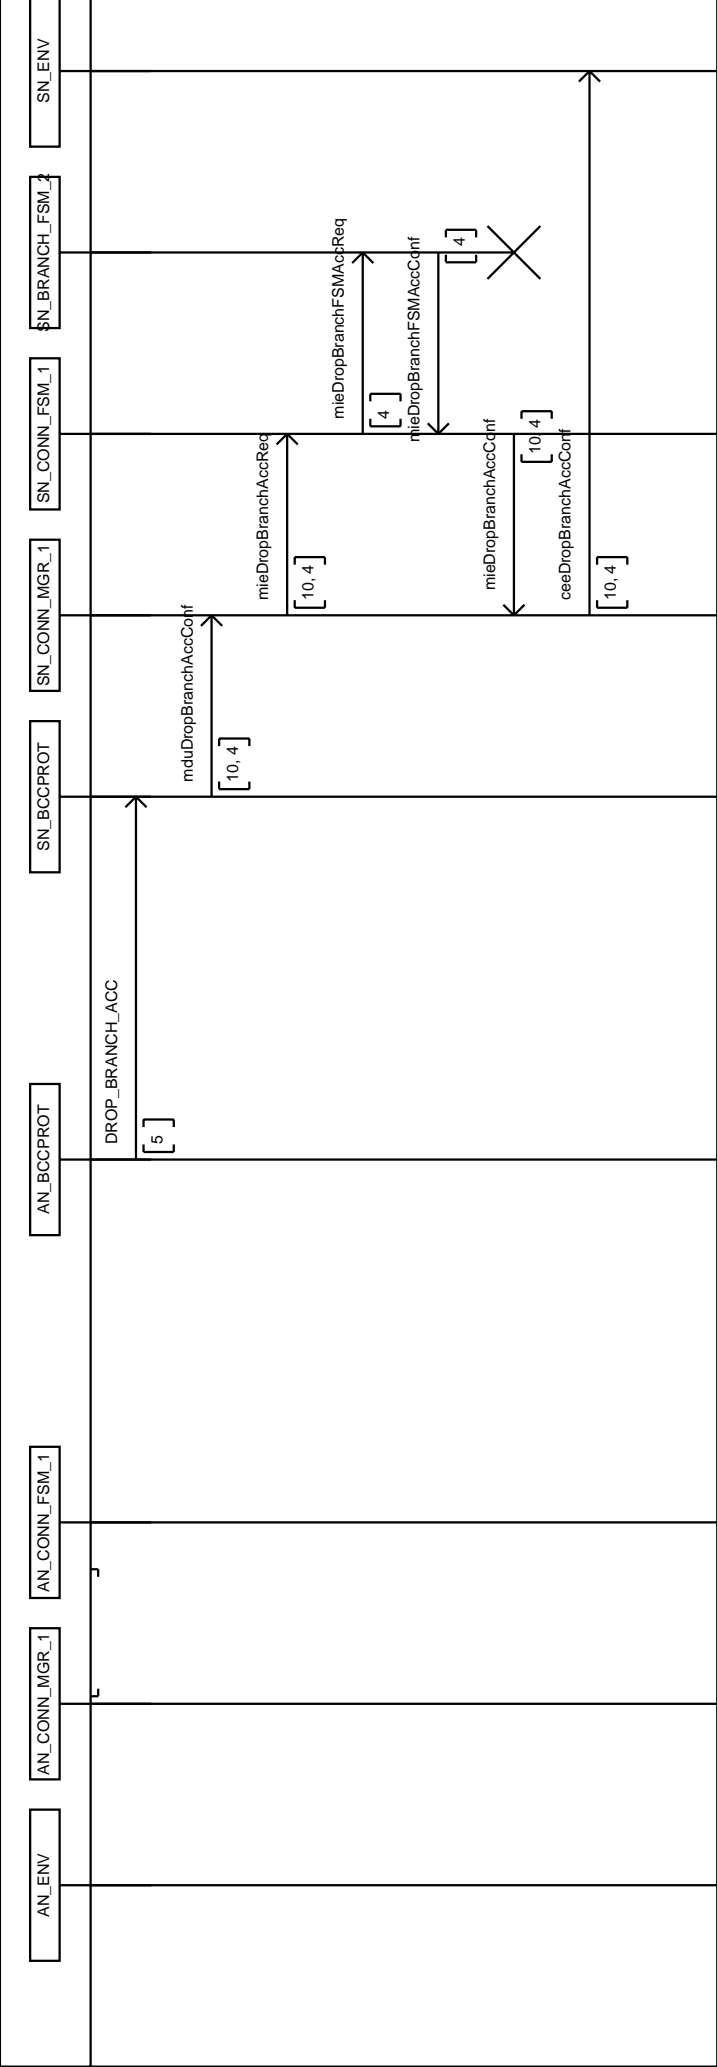 AN_ENV
AN_CONN_MGR_1
AN_CONN_FSM_1
AN_BCCPROT
SN_BCCPROT
SN_CONN_MGR_1
SN_CONN_FSM_1
SN_BRANCH_FSM_2
SN_ENV
DROP_BRANCH_ACC
5
mduDropBranchAccConf
10, 4
mieDropBranchAccReq
10, 4
mieDropBranchFSMAccReq
4
mieDropBranchFSMAccConf
4
mieDropBranchAccConf
10, 4
ceeDropBranchAccConf
10, 4